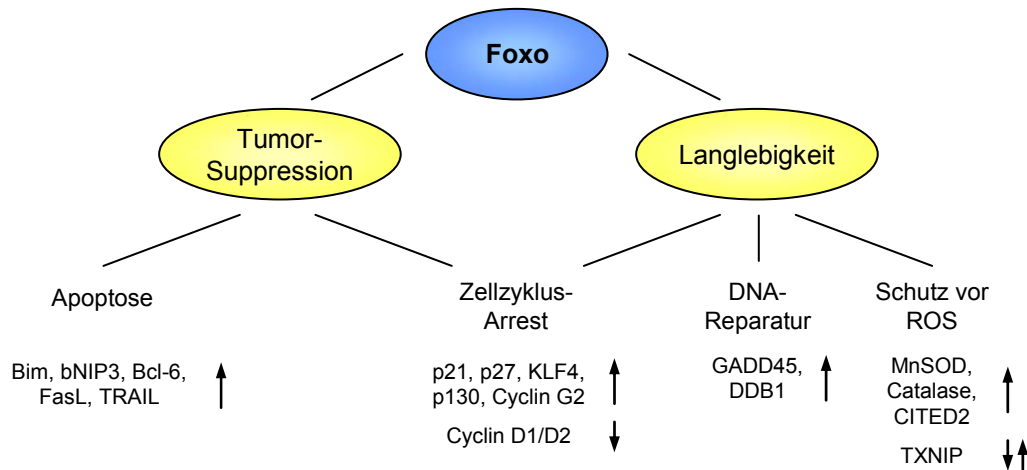 Foxo
Tumor-
Suppression
Langlebigkeit
Apoptose
Zellzyklus-
Arrest
DNA-
Reparatur
Schutz vor
ROS
Bim, bNIP3, Bcl-6,
FasL, TRAIL
p21, p27, KLF4,
p130, Cyclin G2
Cyclin D1/D2
GADD45,
DDB1
MnSOD,
Catalase,
CITED2
TXNIP